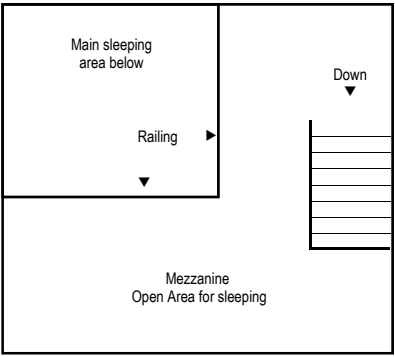 Main sleeping
area below
Down
Railing
Mezzanine
Open Area for sleeping